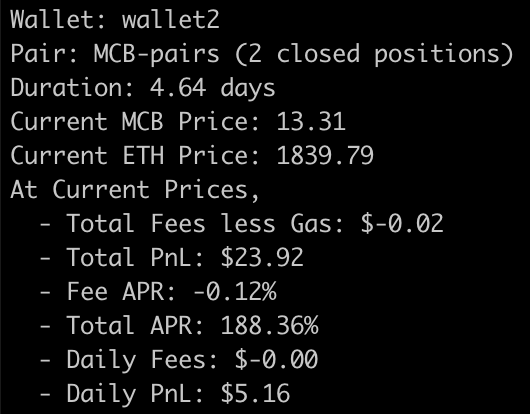 Wallet: wallet2
Pair: MCB-pairs (2 closed positions)
Duration: 4.64 days
Current MCB Price: 13.31
Current ETH Price: 1839.79
At Current Prices,
- Total Fees less Gas: $-0.02
- Total PnL: $23.92
- Fee APR: -0.12%
- Total APR: 188.36%
- Daily Fees: $-0.00
- Daily PnL: $5.16